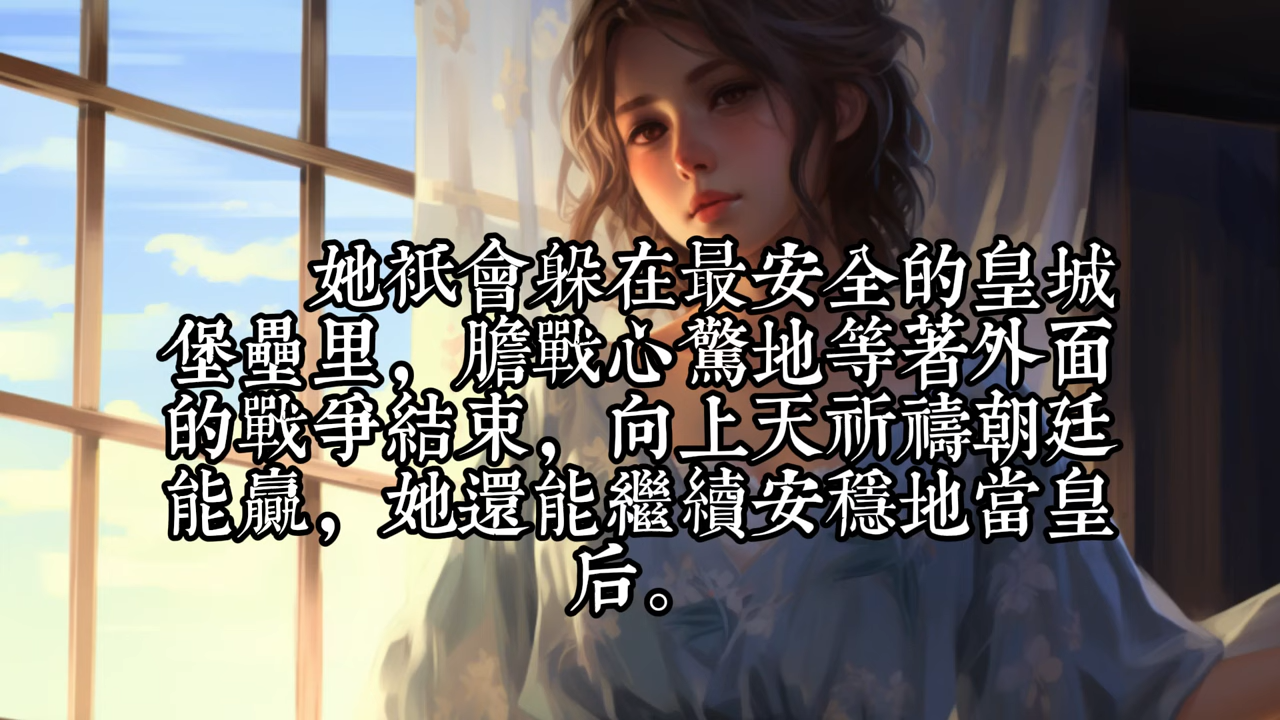 她祇會躲在最安全的皇城
堡壘里，膽戰心驚地等著外面
的戰爭結束，向上天祈禱朝廷
能贏，她還能繼續安穩地當皇
后。